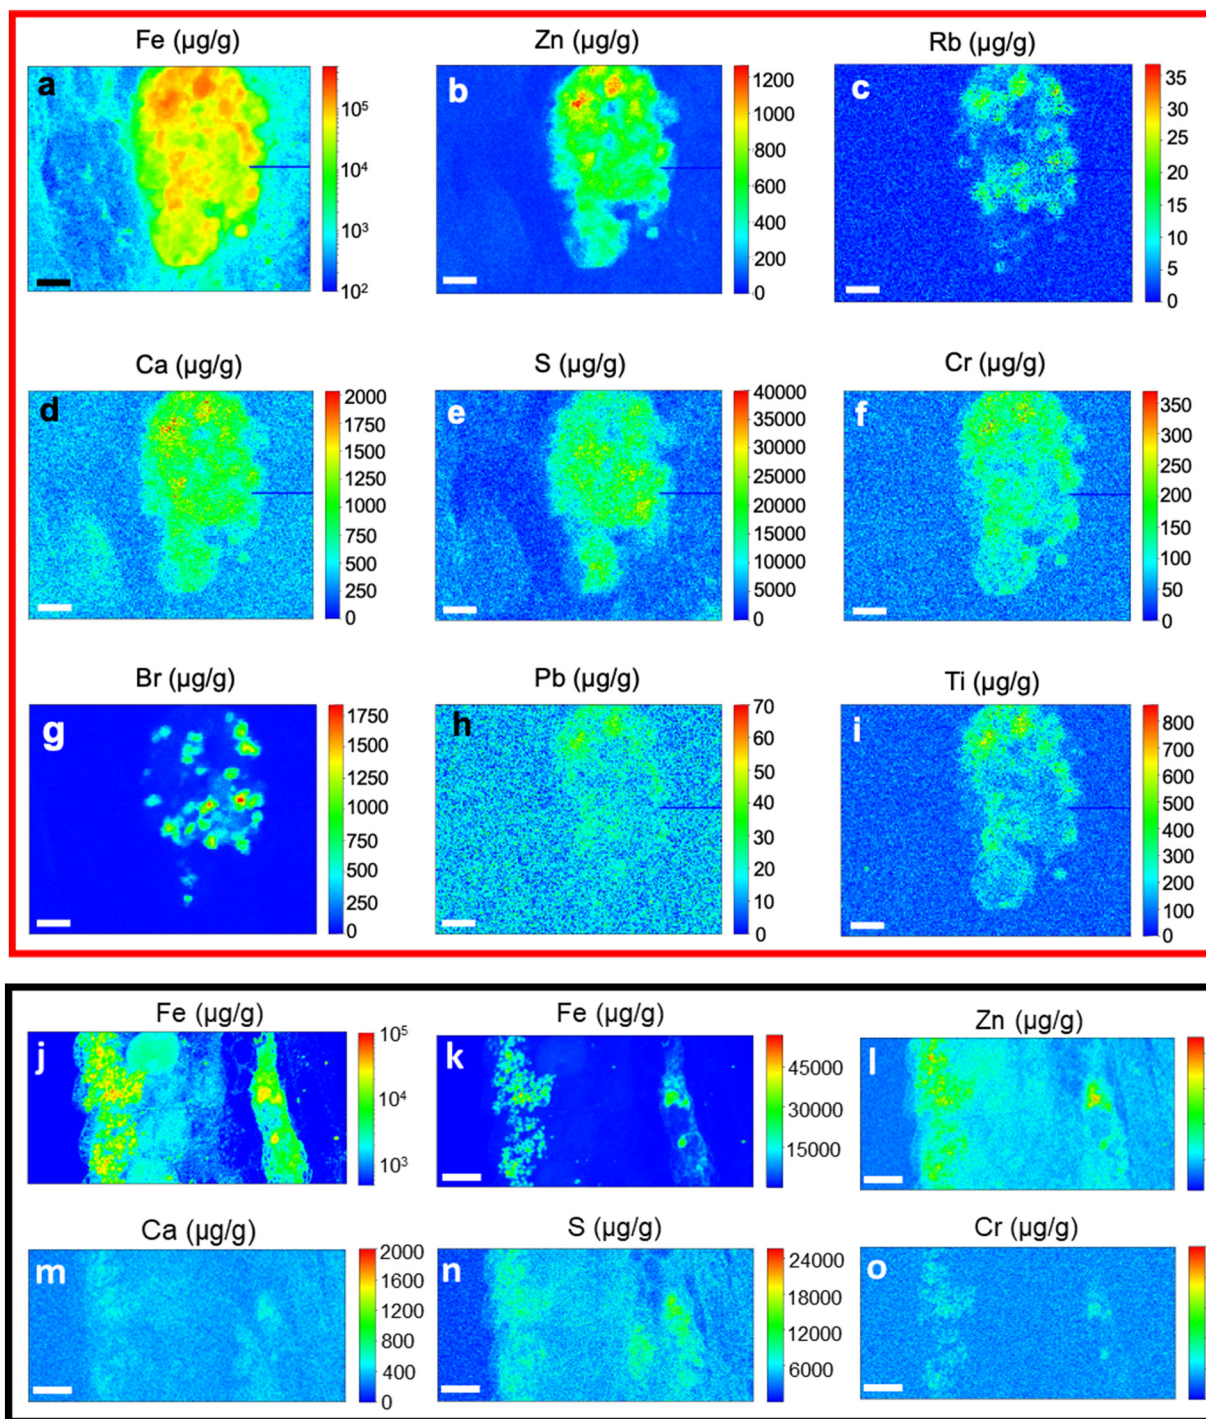 Fe (µg/g) Zn (µg/g) Rb (µg/g)
a 10⁵ 10⁴ 10³ 10²
b 1200 1000 800 600 400 200 0
c 35 30 25 20 15 10 5 0
Ca (µg/g) S (µg/g) Cr (µg/g)
d 2000 1750 1500 1250 1000 750 500 250 0
e 40000 35000 30000 25000 20000 15000 10000 5000 0
f 350 300 250 200 150 100 50 0
Br (µg/g) Pb (µg/g) Ti (µg/g)
g 1750 1500 1250 1000 750 500 250 0
h 70 60 50 40 30 20 10 0
i 800 700 600 500 400 300 200 100 0
Fe (µg/g) Fe (µg/g) Zn (µg/g)
j 10⁵ 10⁴ 10³
k 45000 30000 15000
l
Ca (µg/g) S (µg/g) Cr (µg/g)
m 2000 1600 1200 800 400 0
n 24000 18000 12000 6000
o